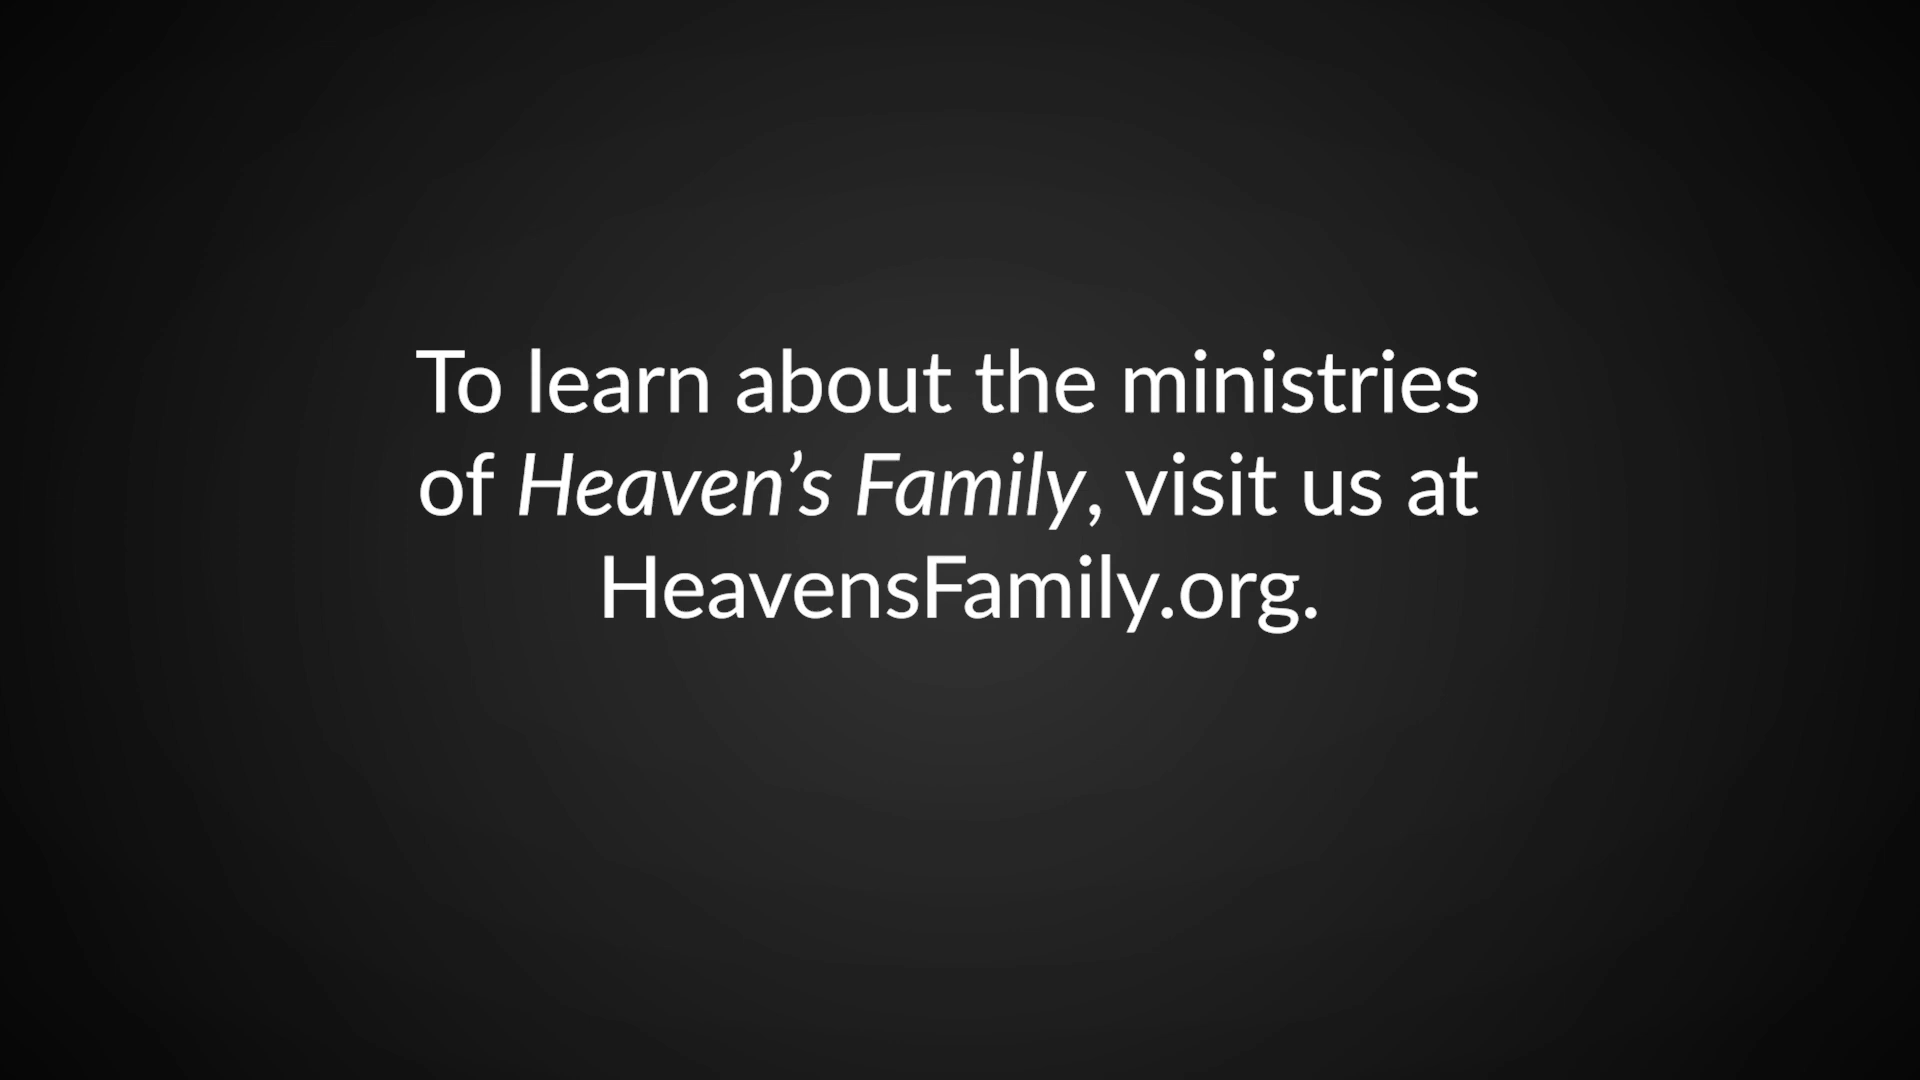 To learn about the ministries
of Heaven’s Family, visit us at
HeavensFamily.org.